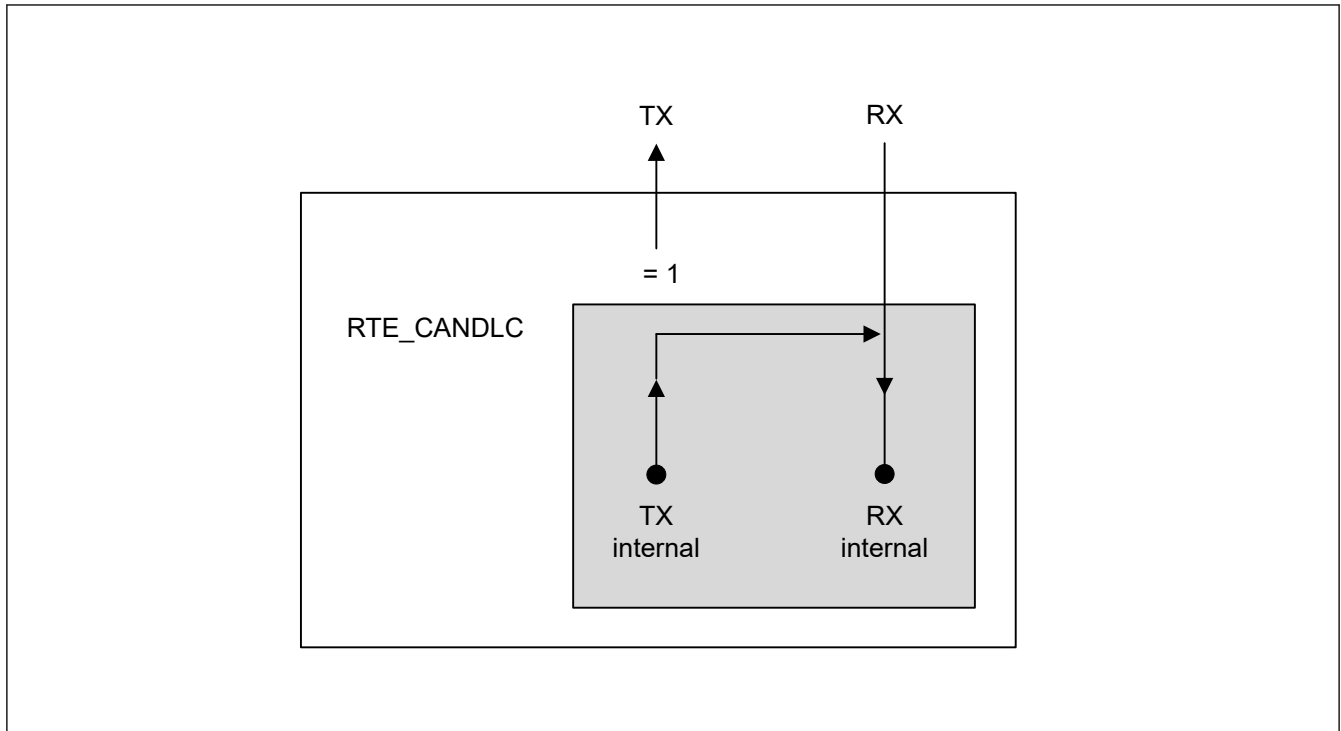 TX
RX
= 1
RTE_CANDLC
TX
internal
RX
internal